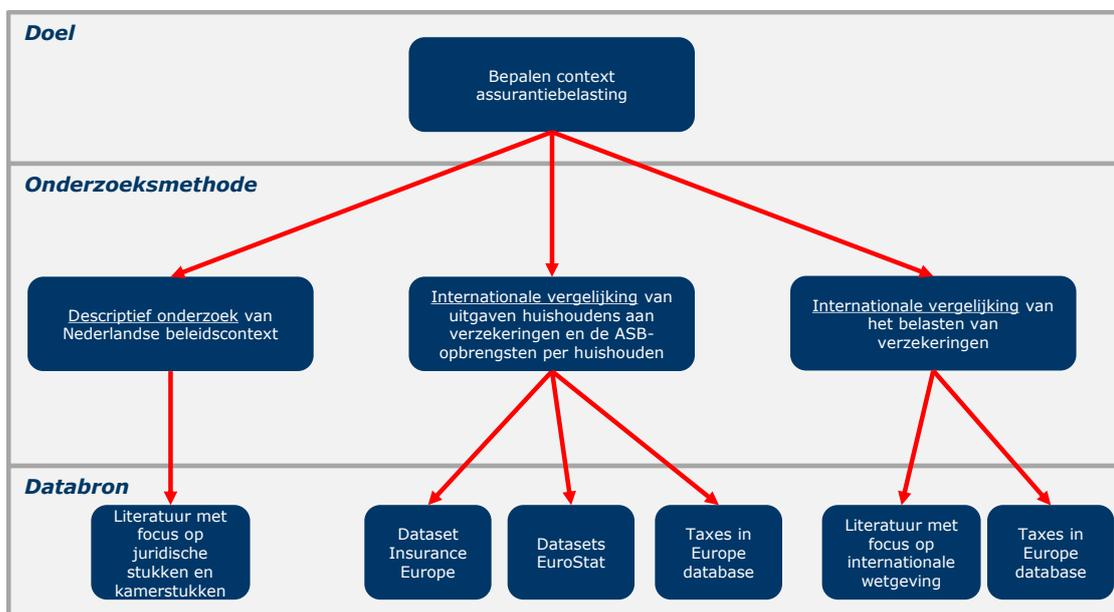 Doel
Bepalen context
assurantiebelasting
Onderzoeksmethode
Descriptief onderzoek van
Nederlandse beleidscontext
Internationale vergelijking van
uitgaven huishoudens aan
verzekeringen en de ASB-
opbrengsten per huishouden
Internationale vergelijking van
het belasten van
verzekeringen
Databron
Literatuur met
focus op
juridische
stukken en
kamerstukken
Dataset
Insurance
Europe
Datasets
EuroStat
Taxes in
Europe
database
Literatuur met
focus op
internationale
wetgeving
Taxes in
Europe
database